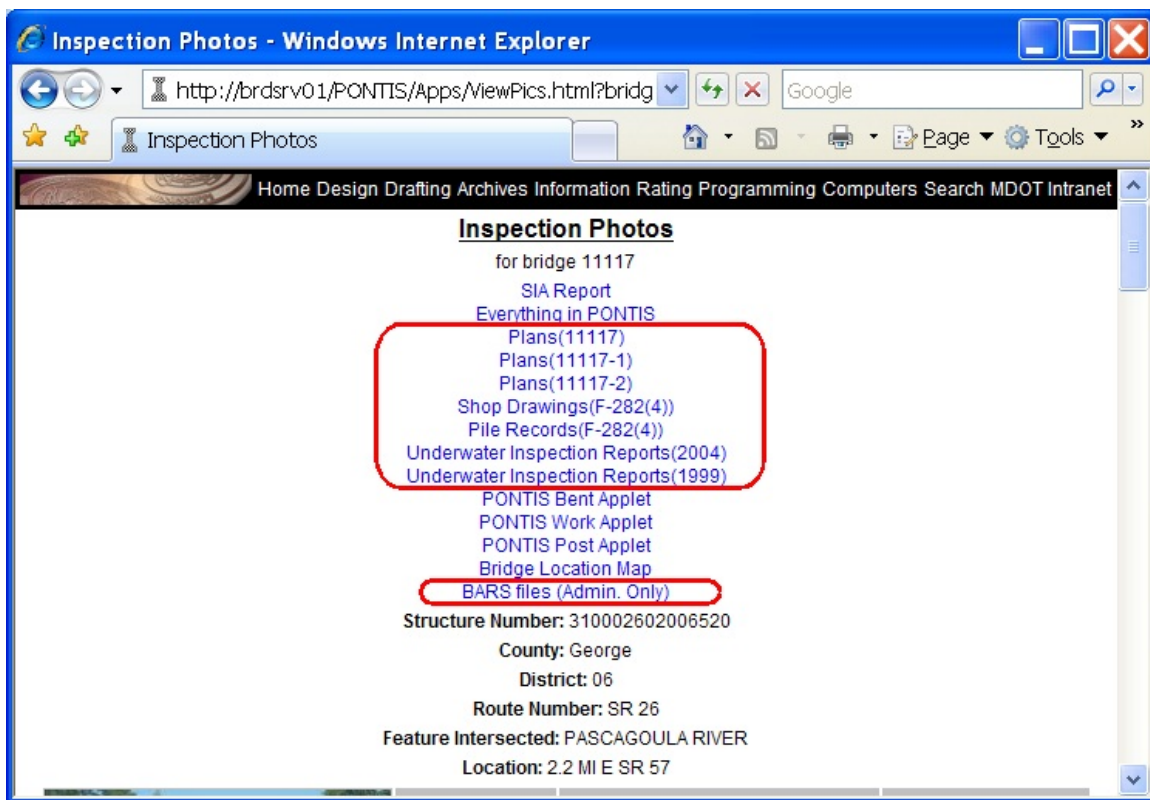 Inspection Photos - Windows Internet Explorer
http://brdsrv01/PONTIS/Apps/ViewPics.html?bridg
Google
Inspection Photos
Page
Tools
»
Home Design Drafting Archives Information Rating Programming Computers Search MDOT Intranet
Inspection Photos
for bridge 11117
SIA Report
Everything in PONTIS
Plans(11117)
Plans(11117-1)
Plans(11117-2)
Shop Drawings(F-282(4))
Pile Records(F-282(4))
Underwater Inspection Reports(2004)
Underwater Inspection Reports(1999)
PONTIS Bent Applet
PONTIS Work Applet
PONTIS Post Applet
Bridge Location Map
BARS files (Admin. Only)
Structure Number: 310002602006520
County: George
District: 06
Route Number: SR 26
Feature Intersected: PASCAGOULA RIVER
Location: 2.2 MI E SR 57